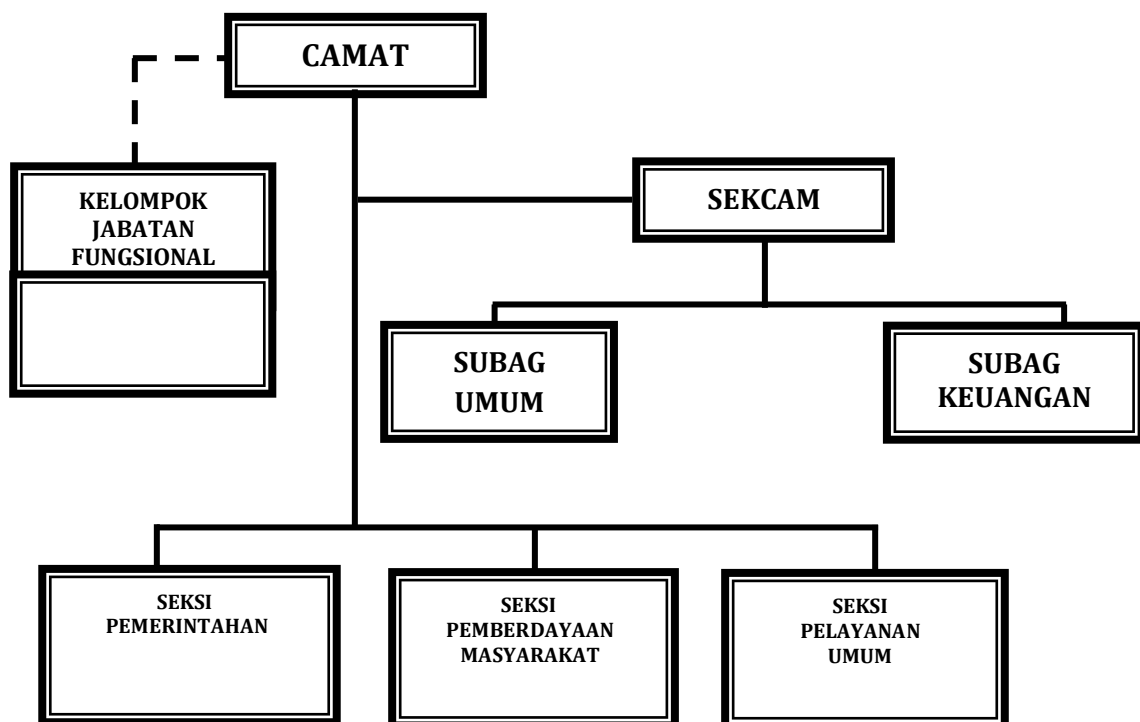 CAMAT
KELOMPOK
JABATAN
FUNGSIONAL
SEKCAM
SUBAG
UMUM
SUBAG
KEUANGAN
SEKSI
PEMERINTAHAN
SEKSI
PEMBERDAYAAN
MASYARAKAT
SEKSI
PELAYANAN
UMUM